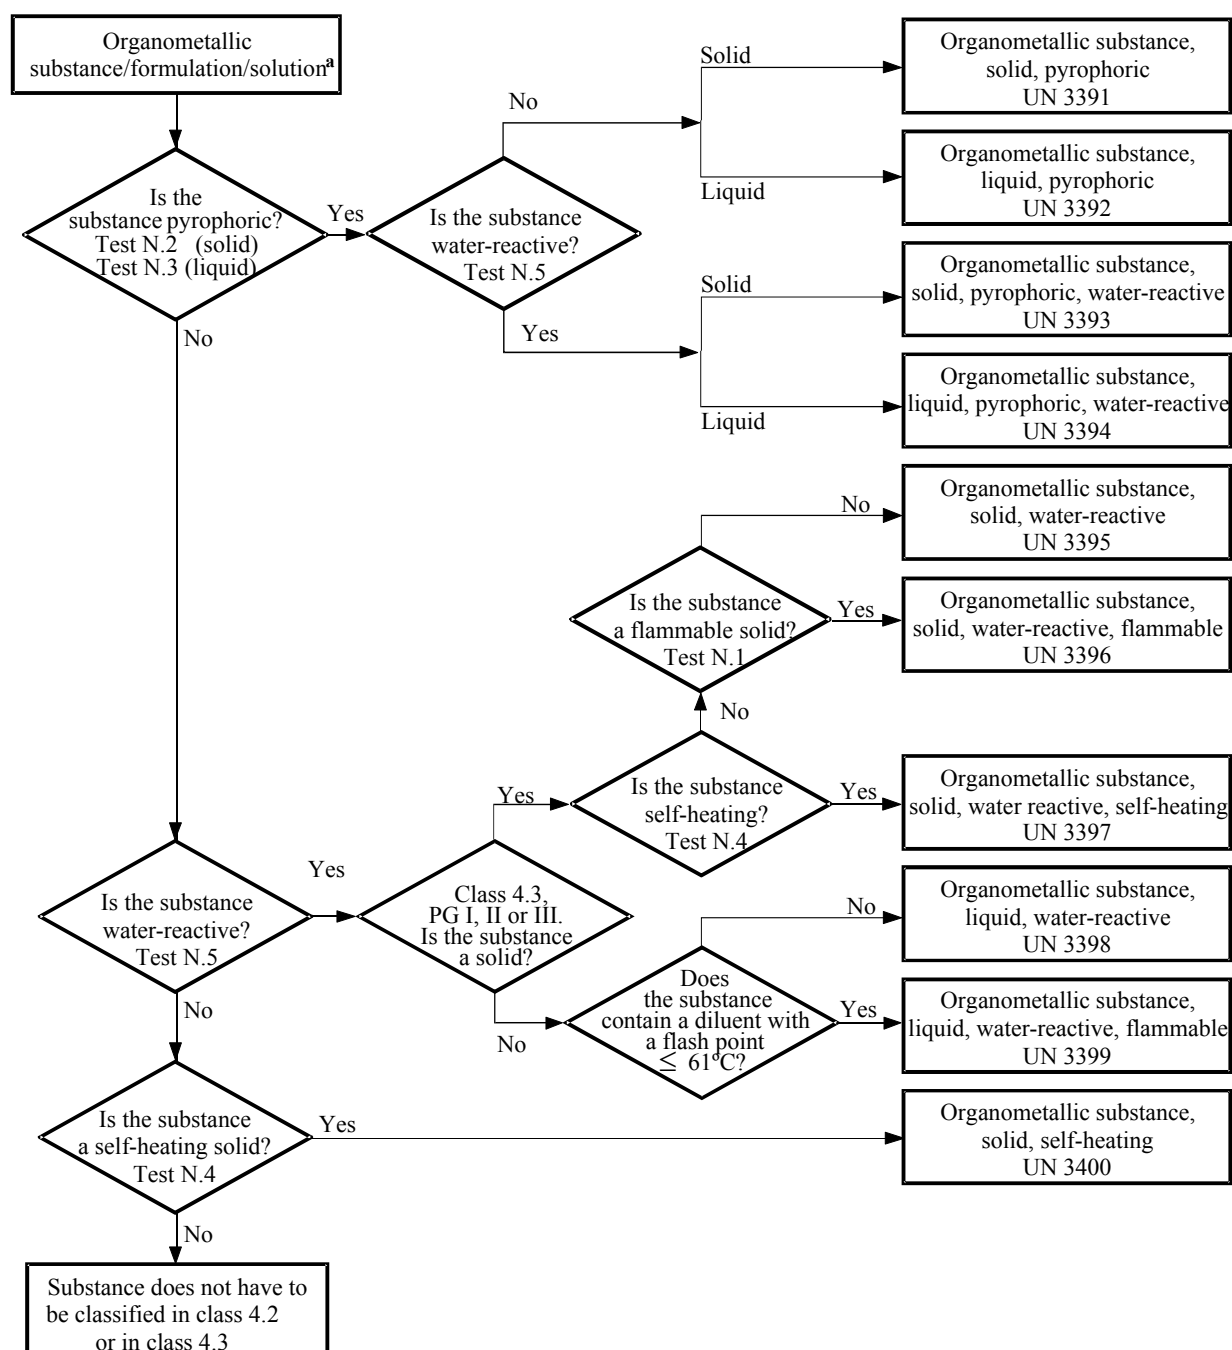 Organometallic
substance/formulation/solutionᵃ
Is the
substance pyrophoric?
Test N.2 (solid)
Test N.3 (liquid)
Yes
No
Is the substance
water-reactive?
Test N.5
No
Yes
Solid
Organometallic substance,
solid, pyrophoric
UN 3391
Liquid
Organometallic substance,
liquid, pyrophoric
UN 3392
Solid
Organometallic substance,
solid, pyrophoric, water-reactive
UN 3393
Liquid
Organometallic substance,
liquid, pyrophoric, water-reactive
UN 3394
No
Organometallic substance,
solid, water-reactive
UN 3395
Is the substance
a flammable solid?
Test N.1
Yes
Organometallic substance,
solid, water-reactive, flammable
UN 3396
No
Is the substance
self-heating?
Test N.4
Yes
Organometallic substance,
solid, water reactive, self-heating
UN 3397
Yes
Is the substance
water-reactive?
Test N.5
Yes
Class 4.3,
PG I, II or III.
Is the substance
a solid?
No
No
Organometallic substance,
liquid, water-reactive
UN 3398
Does
the substance
contain a diluent with
a flash point
≤ 61°C?
Yes
Organometallic substance,
liquid, water-reactive, flammable
UN 3399
No
Is the substance
a self-heating solid?
Test N.4
Yes
Organometallic substance,
solid, self-heating
UN 3400
No
Substance does not have to
be classified in class 4.2
or in class 4.3